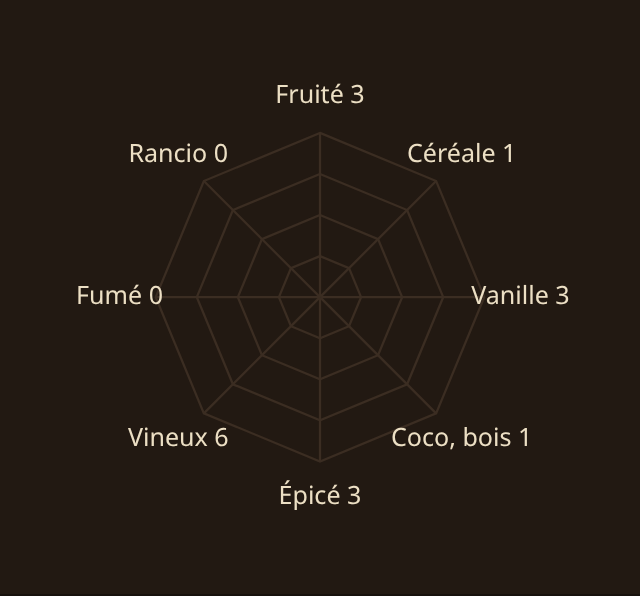 Fruité 3
Rancio 0
Céréale 1
Fumé 0
Vanille 3
Vineux 6
Coco, bois 1
Épicé 3